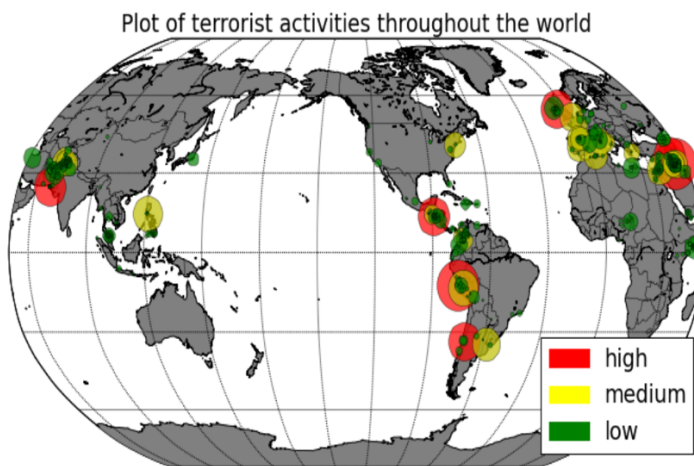 Plot of terrorist activities throughout the world
high
medium
low